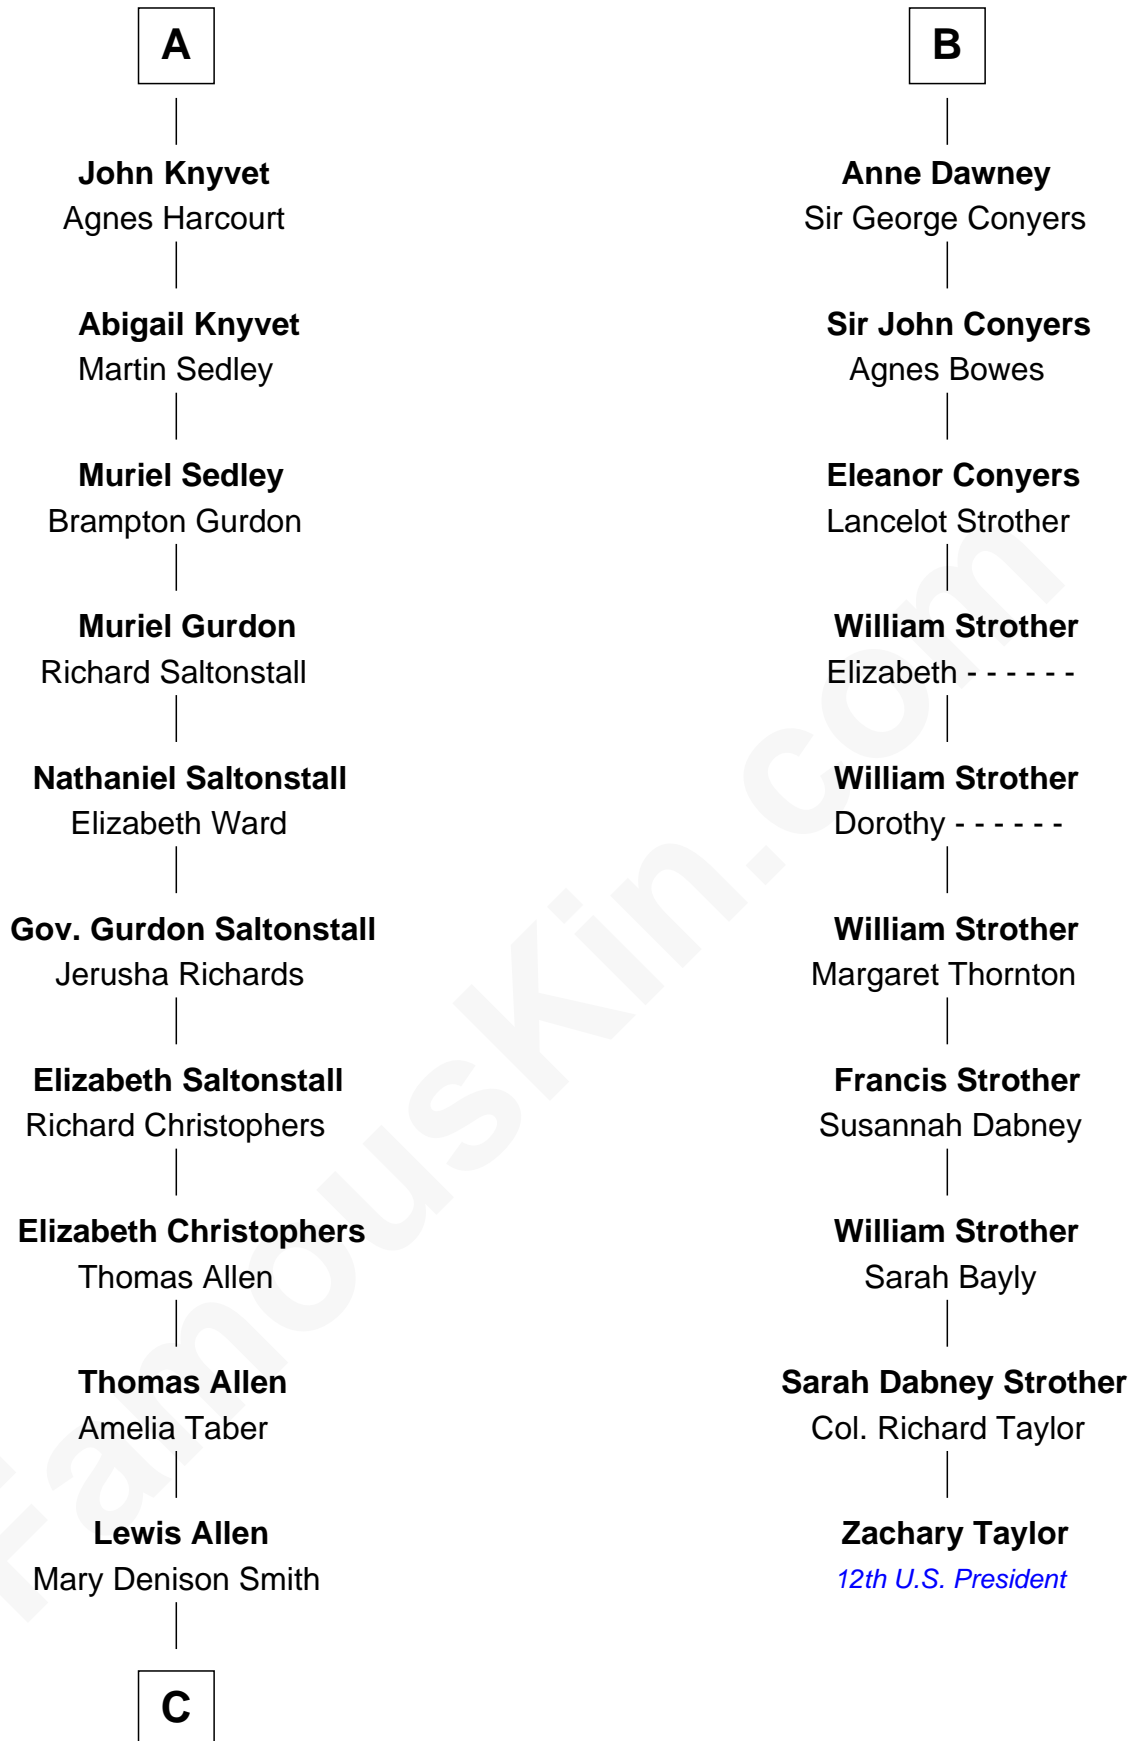 A
John Knyvet
Agnes Harcourt
Abigail Knyvet
Martin Sedley
Muriel Sedley
Brampton Gurdon
Muriel Gurdon
Richard Saltonstall
Nathaniel Saltonstall
Elizabeth Ward
Gov. Gurdon Saltonstall
Jerusha Richards
Elizabeth Saltonstall
Richard Christophers
Elizabeth Christophers
Thomas Allen
Thomas Allen
Amelia Taber
Lewis Allen
Mary Denison Smith
C
B
Anne Dawney
Sir George Conyers
Sir John Conyers
Agnes Bowes
Eleanor Conyers
Lancelot Strother
William Strother
Elizabeth - - - - - -
William Strother
Dorothy - - - - - -
William Strother
Margaret Thornton
Francis Strother
Susannah Dabney
William Strother
Sarah Bayly
Sarah Dabney Strother
Col. Richard Taylor
Zachary Taylor
12th U.S. President
FamousKin.com